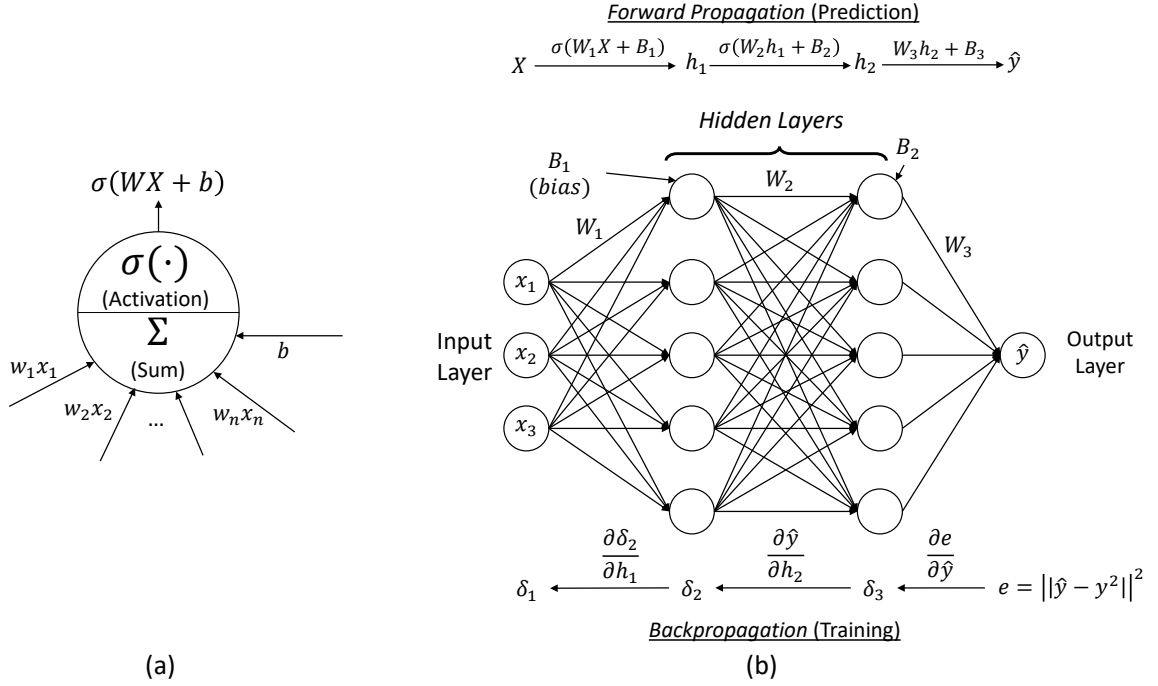 Forward Propagation (Prediction)
X σ(W₁X + B₁) h₁ σ(W₂h₁ + B₂) h₂ W₃h₂ + B₃ ŷ
Hidden Layers
B₁
(bias)
B₂
W₂
W₁
W₃
σ(WX + b)
σ(·)
(Activation)
Σ
(Sum)
b
w₁x₁
w₂x₂
...
wₙxₙ
Input
Layer
x₁
x₂
x₃
ŷ
Output
Layer
∂δ₂/∂h₁ ∂ŷ/∂h₂ ∂e/∂ŷ
δ₁ δ₂ δ₃ e = ||ŷ − y²||²
Backpropagation (Training)
(a)
(b)